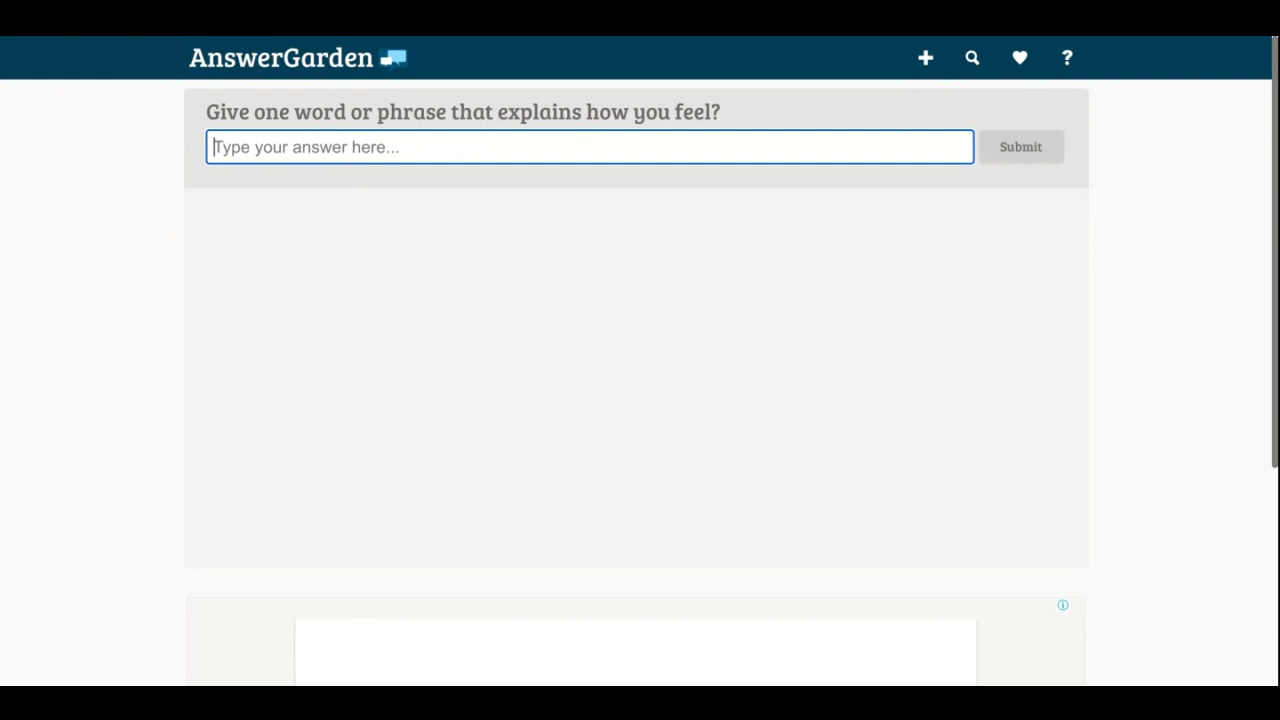 AnswerGarden
Give one word or phrase that explains how you feel?
Type your answer here...
Submit